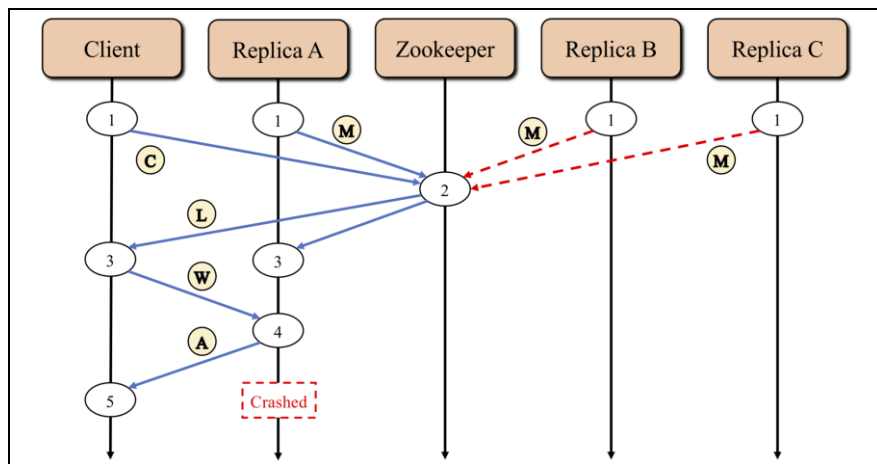 Client Replica A Zookeeper Replica B Replica C
1 1 M M 1 1
C M
2
L
3 3
W
4
A
5 Crashed